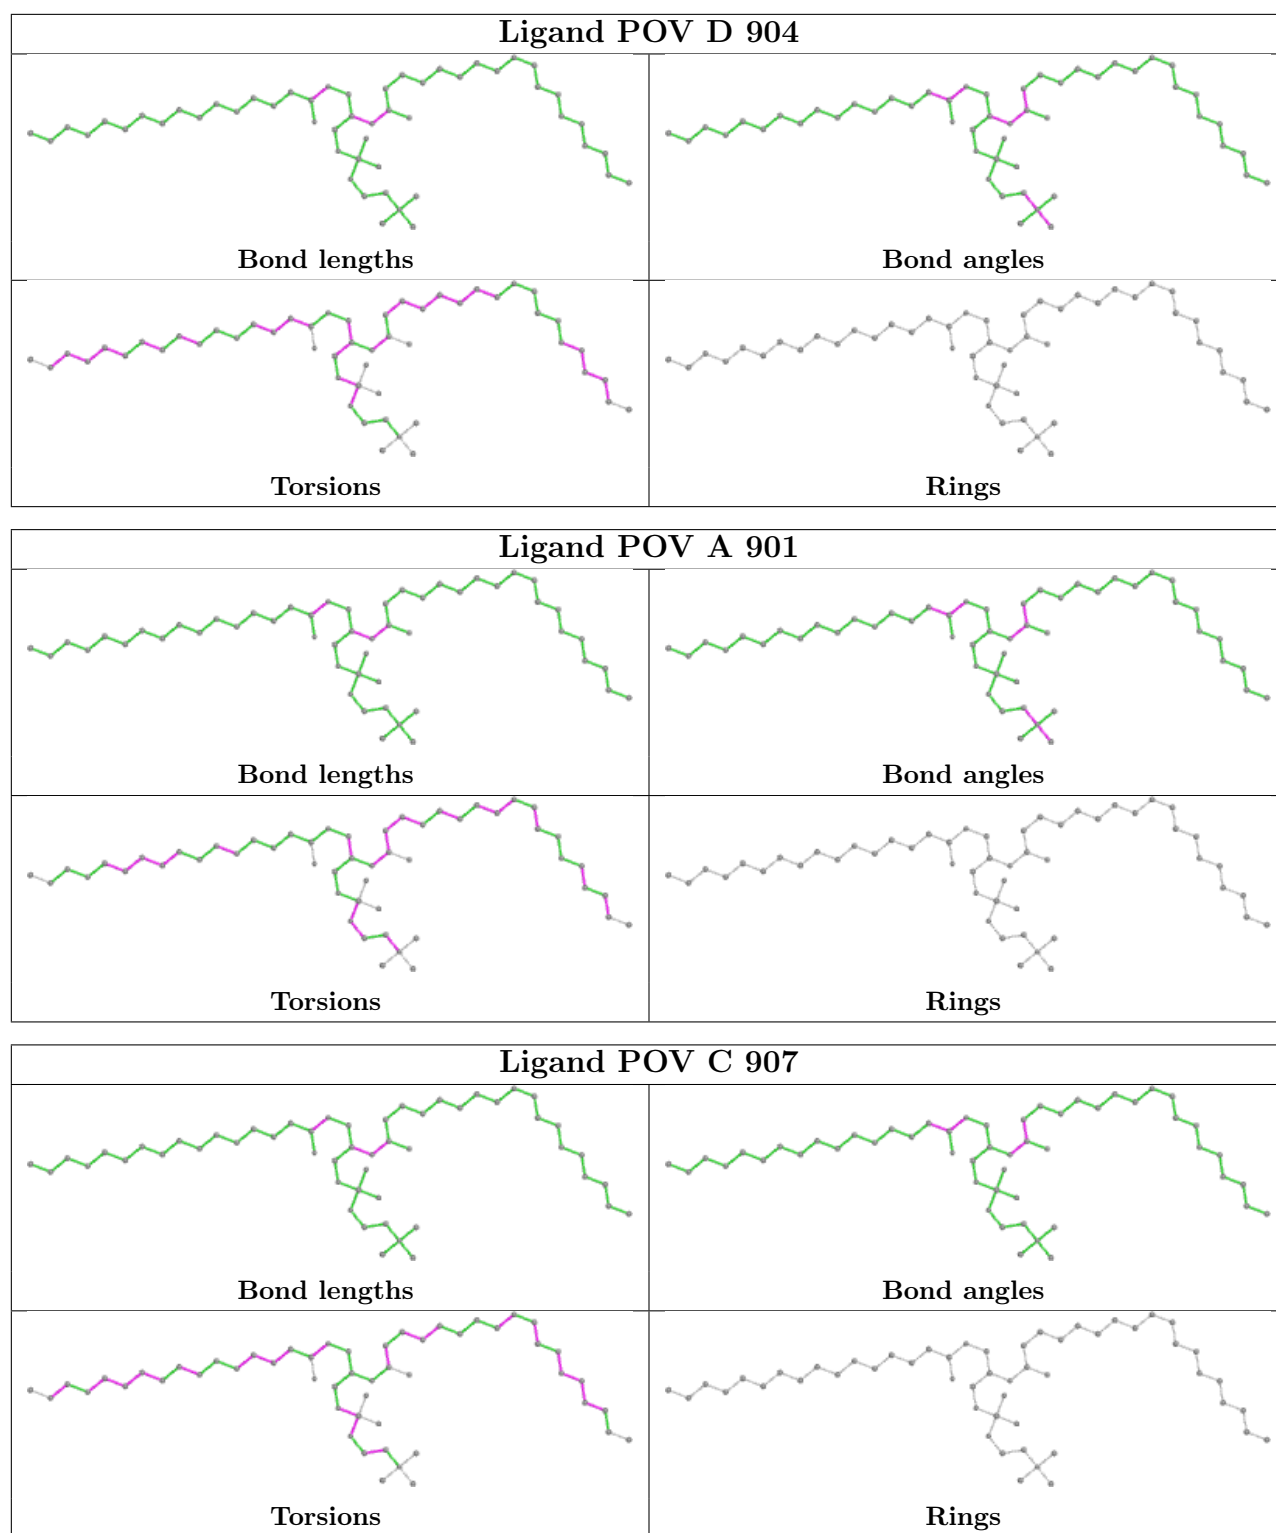 Ligand POV D 904
Bond lengths
Bond angles
Torsions
Rings
Ligand POV A 901
Bond lengths
Bond angles
Torsions
Rings
Ligand POV C 907
Bond lengths
Bond angles
Torsions
Rings